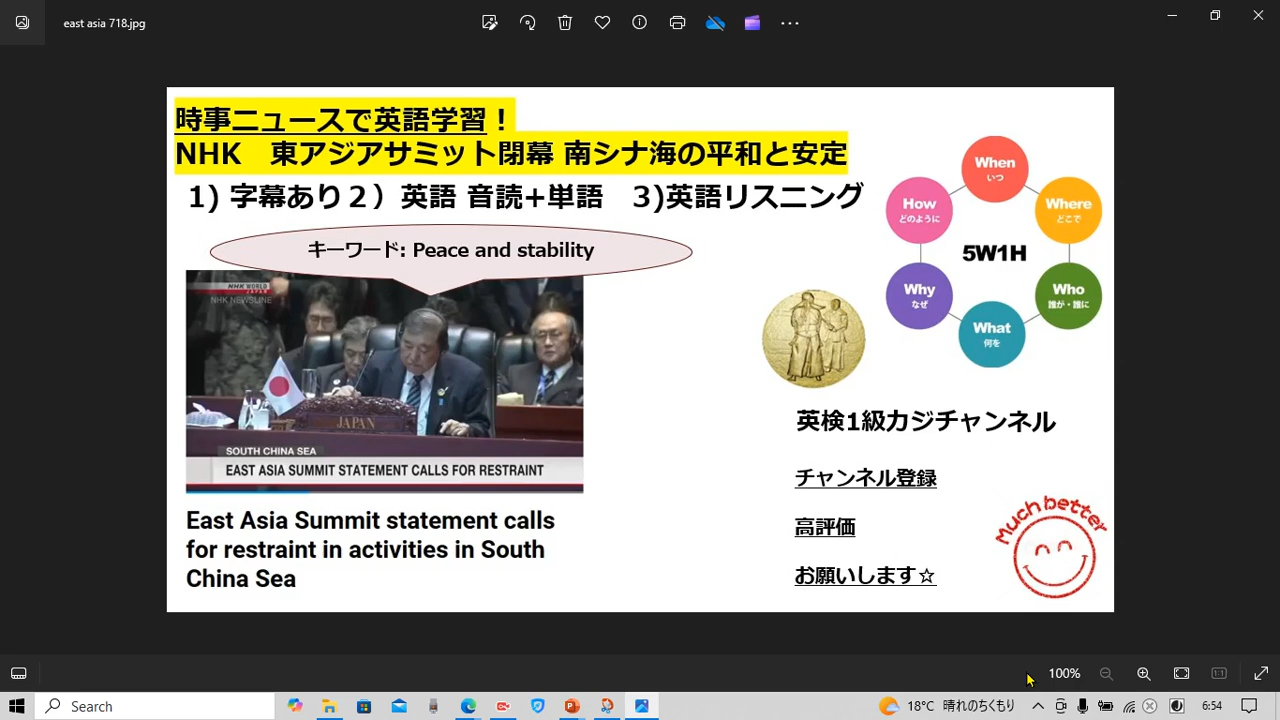 east asia 718.jpg
時事ニュースで英語学習！
NHK　東アジアサミット閉幕 南シナ海の平和と安定
1) 字幕あり２）英語 音読+単語　3)英語リスニング
キーワード: Peace and stability
NHK WORLD
JAPAN
NHK NEWSLINE
JAPAN
SOUTH CHINA SEA
EAST ASIA SUMMIT STATEMENT CALLS FOR RESTRAINT
East Asia Summit statement calls
for restraint in activities in South
China Sea
When
いつ
Where
どこで
Who
誰が・誰に
What
何を
Why
なぜ
How
どのように
5W1H
英検1級カジチャンネル
チャンネル登録
高評価
お願いします☆
Much better
100%
1:1
Search
18°C 晴れのちくもり
6:54